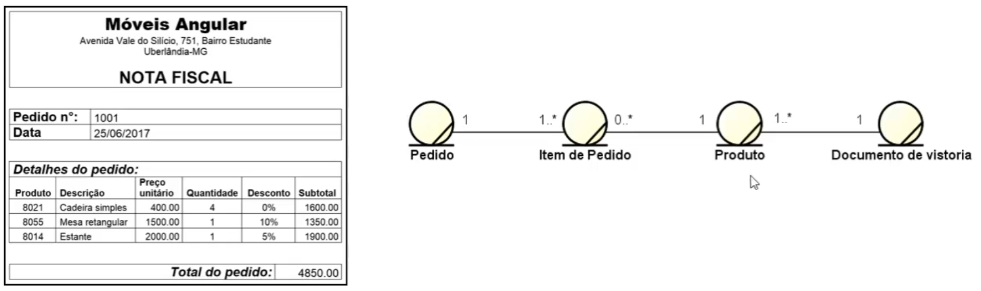 Móveis Angular
Avenida Vale do Silício, 751, Bairro Estudante
Uberlândia-MG
NOTA FISCAL
Pedido n°: 1001
Data 25/06/2017
Detalhes do pedido:
Produto Descrição Preço unitário Quantidade Desconto Subtotal
8021 Cadeira simples 400.00 4 0% 1600.00
8055 Mesa retangular 1500.00 1 10% 1350.00
8014 Estante 2000.00 1 5% 1900.00
Total do pedido: 4850.00
1 1..* 0..* 1 1..* 1
Pedido Item de Pedido Produto Documento de vistoria